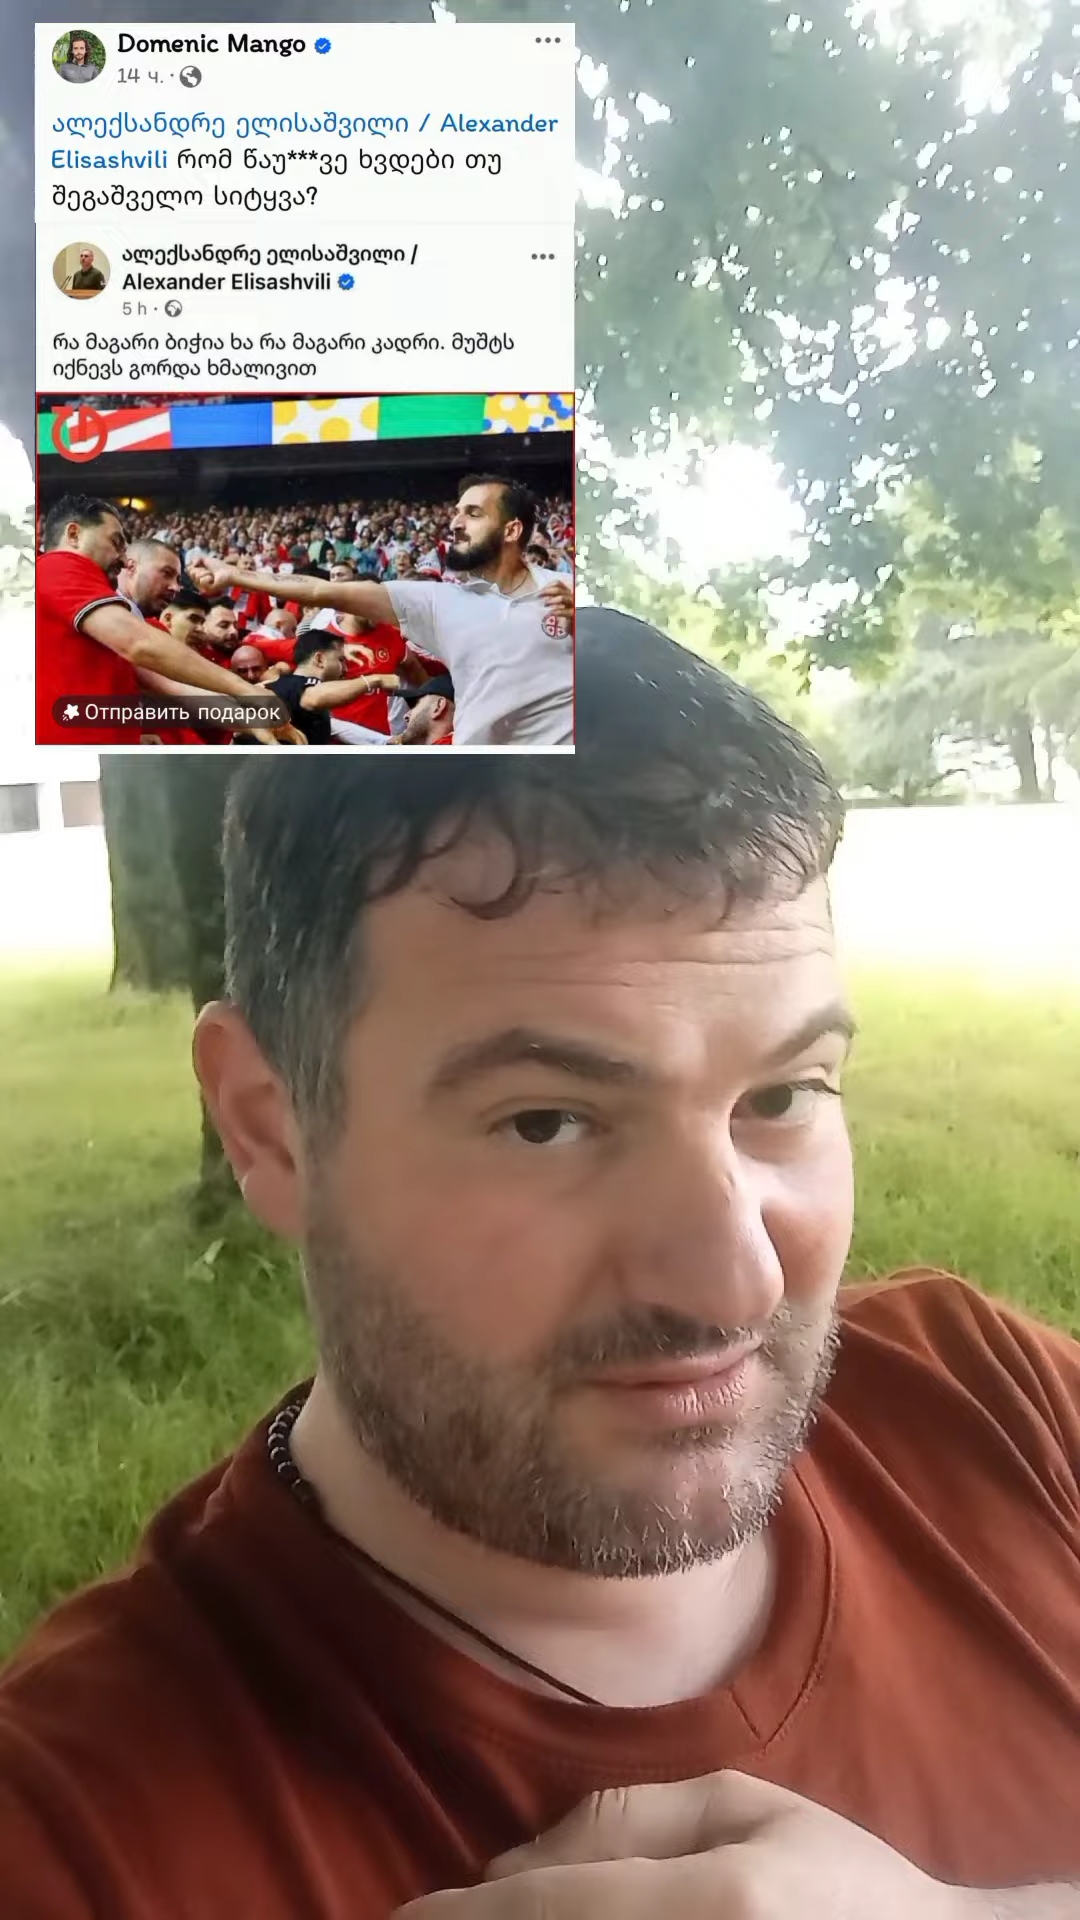 Domenic Mango
14 ч.
ალექსანდრე ელისაშვილი / Alexander
Elisashvili რომ წაუ***ვე ხვდები თუ
შეგაშველო სიტყვა?
ალექსანდრე ელისაშვილი /
Alexander Elisashvili
5 h
რა მაგარი ბიჭია ხა რა მაგარი კადრი. მუშტს
იქნევს გორდა ხმალივით
Отправить подарок